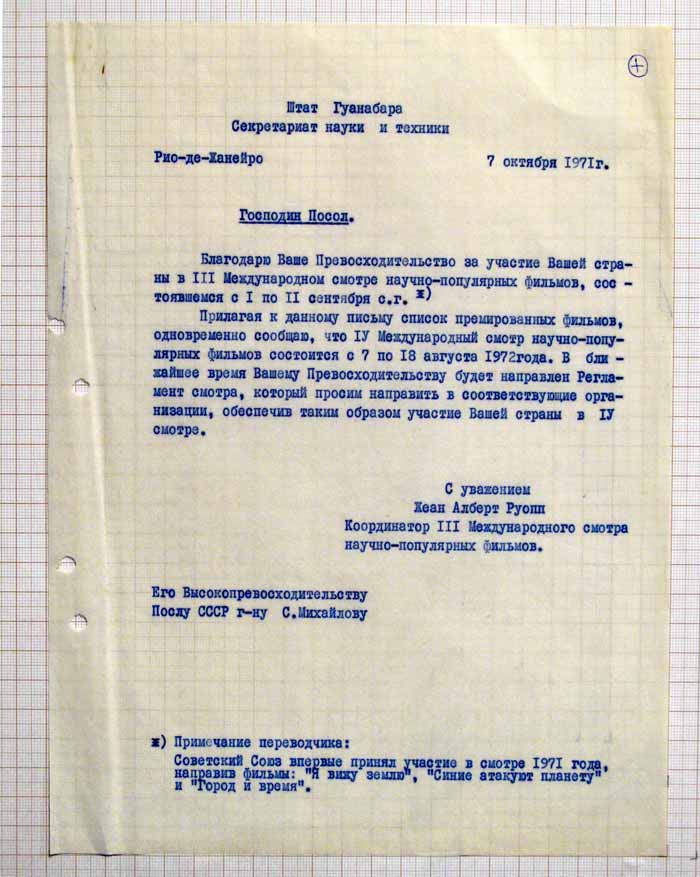 +
Штат Гуанабара
Секретариат науки и техники
Рио-де-Жанейро 7 октября 1971г.
Господин Посол.
Благодарю Ваше Превосходительство за участие Вашей стра-
ны в III Международном смотре научно-популярных фильмов, сос -
тоявшемся с I по II сентября с.г. ж)
Прилагая к данному письму список премированных фильмов,
одновременно сообщаю, что IУ Международный смотр научно-попу-
лярных фильмов состоится с 7 по 18 августа 1972года. В бли -
жайшее время Вашему Превосходительству будет направлен Регла-
мент смотра, который просим направить в соответствующие орга-
низации, обеспечив таким образом участие Вашей страны в IУ
смотре.
С уважением
Жеан Алберт Руопп
Координатор III Международного смотра
научно-популярных фильмов.
Его Высокопревосходительству
Послу СССР г-ну С.Михайлову
ж) Примечание переводчика:
Советский Союз впервые принял участие в смотре 1971 года,
направив фильмы: "Я вижу землю", "Синие атакуют планету"
и "Город и время".